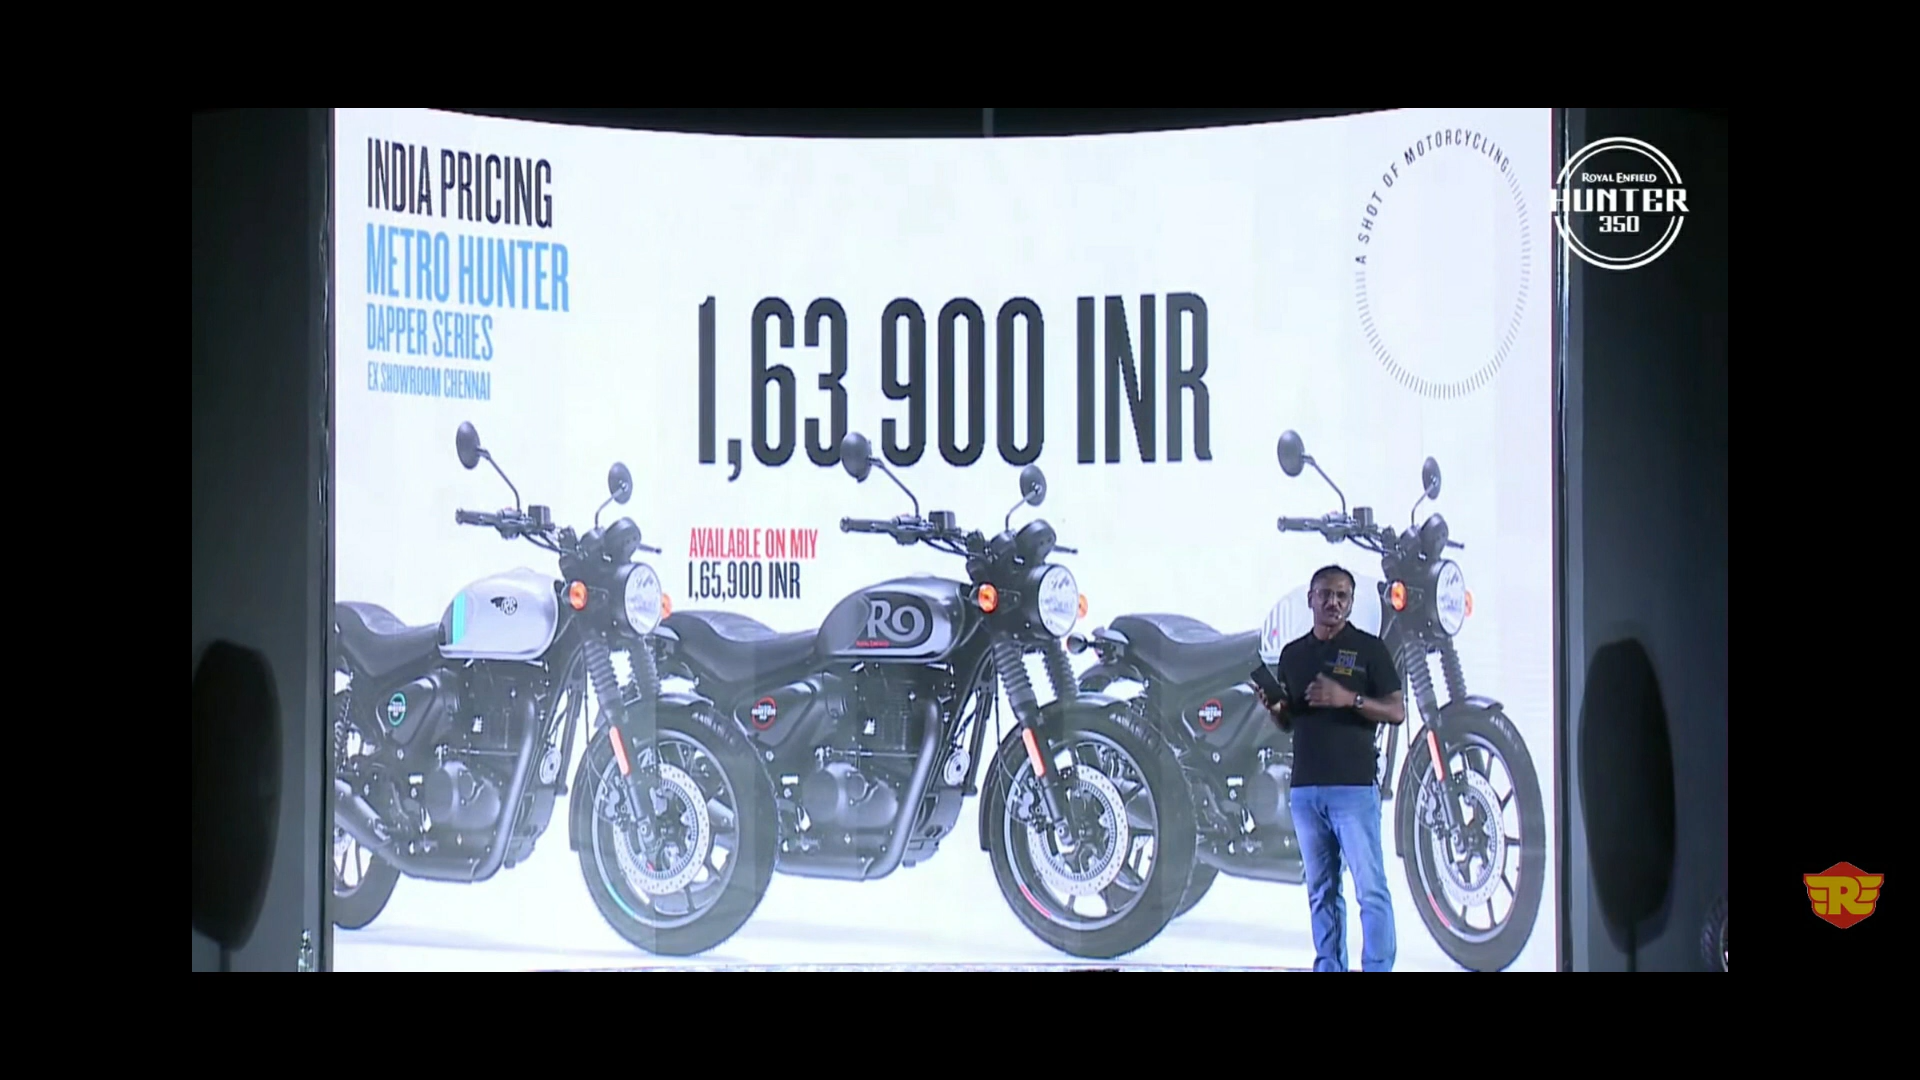 INDIA PRICING
METRO HUNTER
DAPPER SERIES
EX SHOWROOM CHENNAI
1,63,900 INR
AVAILABLE ON MIY
1,65,900 INR
A SHOT OF MOTORCYCLING
ROYAL ENFIELD
HUNTER
350